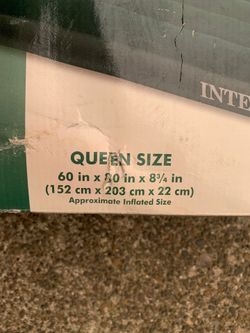 INTE
QUEEN SIZE
60 in x 80 in x 8¾ in
(152 cm x 203 cm x 22 cm)
Approximate Inflated Size